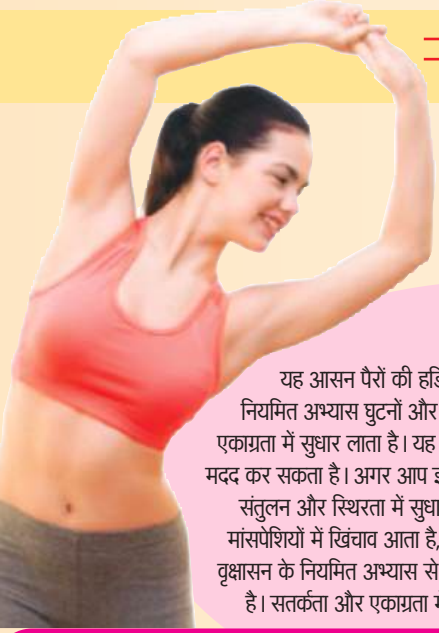 यह आसन पैरों की
नियमित अभ्यास घुटनों और
एकाग्रता में सुधार लाता है। यह
मदद कर सकता है। अगर आप
संतुलन और स्थिरता में
मांसपेशियों में खिंचाव आता है,
वृक्षासन के नियमित अभ्यास से
है। सतर्कता और एकाग्रता